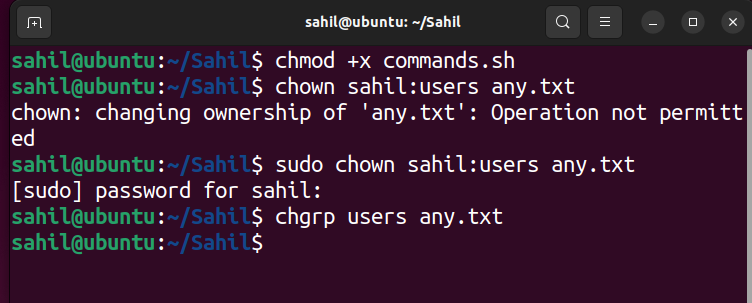 sahil@ubuntu: ~/Sahil
sahil@ubuntu:~/Sahil$ chmod +x commands.sh
sahil@ubuntu:~/Sahil$ chown sahil:users any.txt
chown: changing ownership of 'any.txt': Operation not permitt
ed
sahil@ubuntu:~/Sahil$ sudo chown sahil:users any.txt
[sudo] password for sahil:
sahil@ubuntu:~/Sahil$ chgrp users any.txt
sahil@ubuntu:~/Sahil$